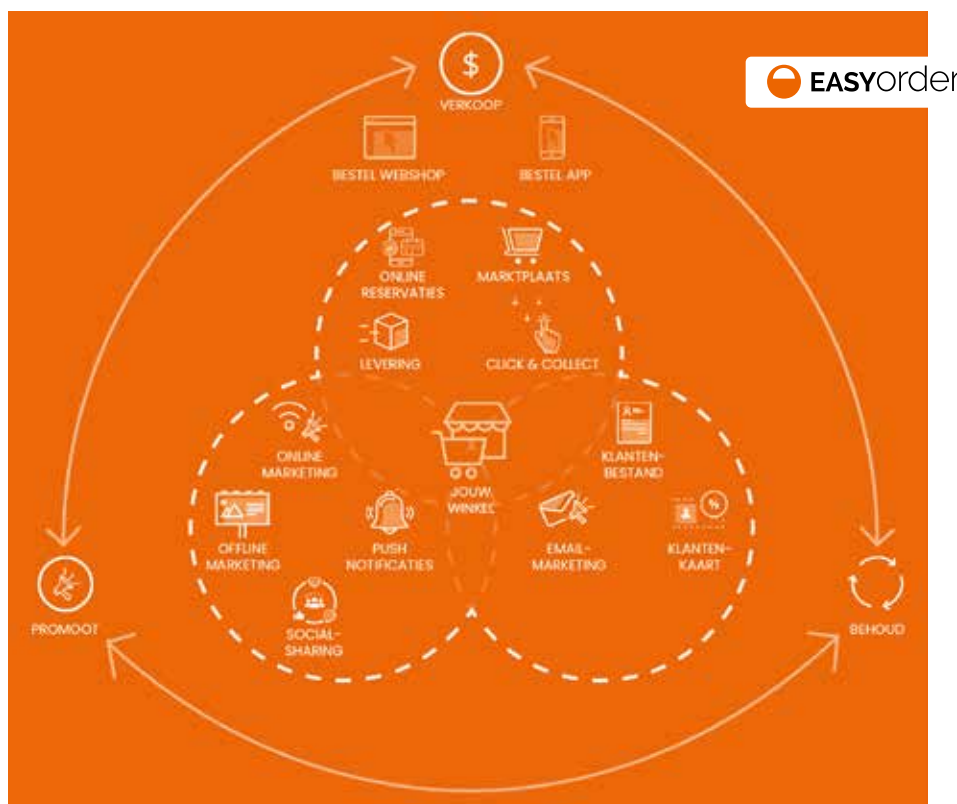 $
VERKOOP
EASYorder
BESTEL WEBSHOP
BESTEL APP
ONLINE
RESERVATIES
MARKTPLAATS
LEVERING
CLICK & COLLECT
ONLINE
MARKETING
JOUW
WINKEL
KLANTEN-
BESTAND
OFFLINE
MARKETING
PUSH
NOTIFICATIES
EMAIL-
MARKETING
%
KLANTEN-
KAART
SOCIAL-
SHARING
PROMOOT
BEHOUD